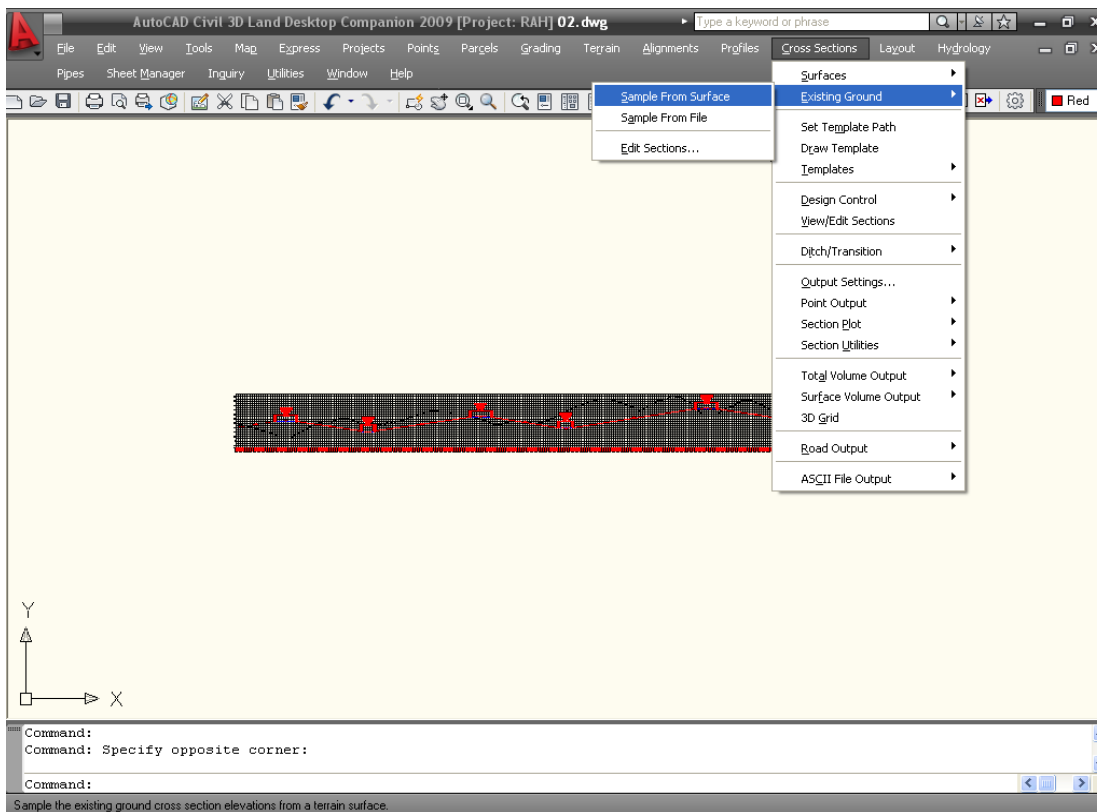 AutoCAD Civil 3D Land Desktop Companion 2009 [Project: RAH] 02.dwg Type a keyword or phrase
File Edit View Tools Map Express Projects Points Parcels Grading Terrain Alignments Profiles Cross Sections Layout Hydrology
Pipes Sheet Manager Inquiry Utilities Window Help
Surfaces
Sample From Surface Existing Ground Red
Sample From File
Set Template Path
Edit Sections... Draw Template
Templates
Design Control
View/Edit Sections
Ditch/Transition
Output Settings...
Point Output
Section Plot
Section Utilities
Total Volume Output
Surface Volume Output
3D Grid
Road Output
ASCII File Output
Y
X
Command:
Command: Specify opposite corner:
Command:
Sample the existing ground cross section elevations from a terrain surface.